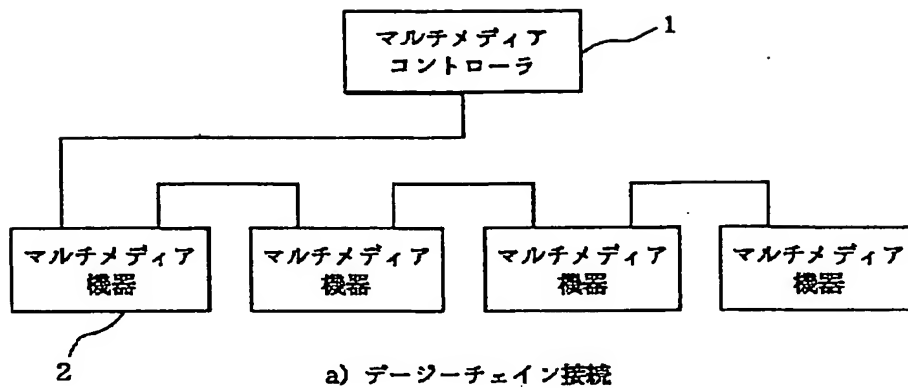 マルチメディア
コントローラ
1
マルチメディア
機器
マルチメディア
機器
マルチメディア
機器
マルチメディア
機器
2
a) デージーチェイン接続